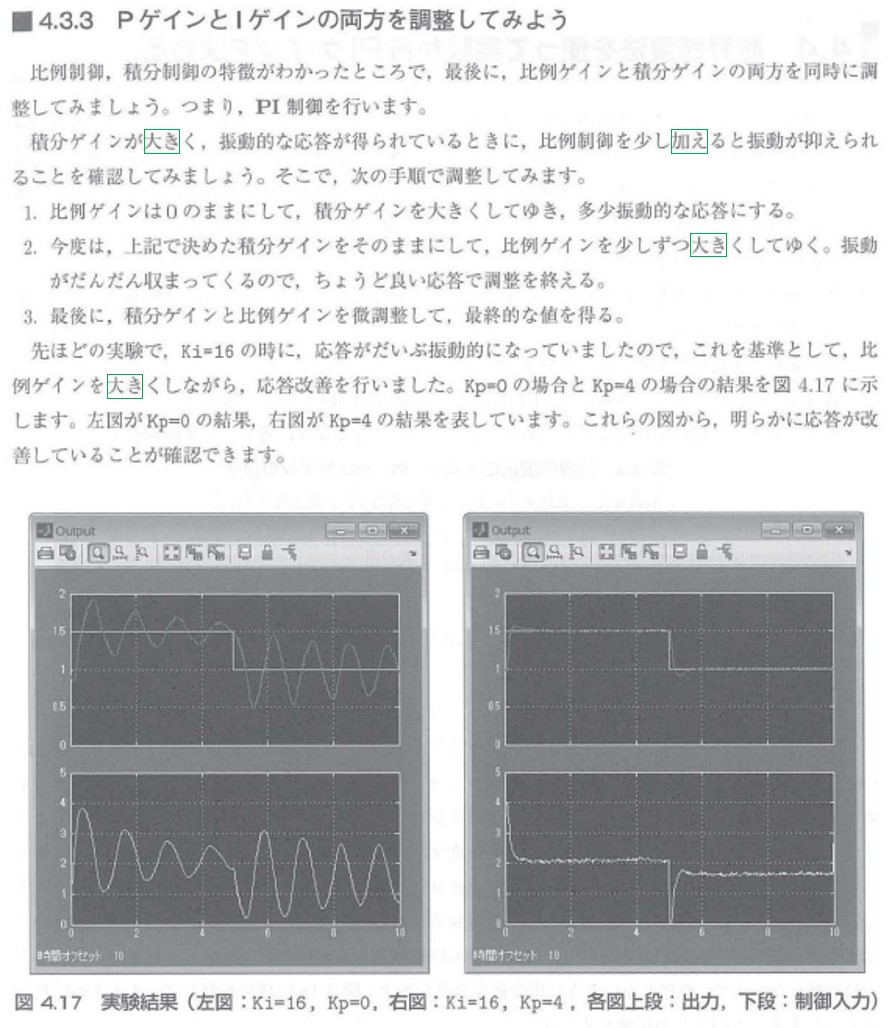 ■ 4.3.3 PゲインとIゲインの両方を調整してみよう
比例制御，積分制御の特徴がわかったところで，最後に，比例ゲインと積分ゲインの両方を同時に調
整してみましょう。つまり，PI 制御を行います。
積分ゲインが大きく，振動的な応答が得られているときに，比例制御を少し加えると振動が抑えられ
ることを確認してみましょう。そこで，次の手順で調整してみます。
1. 比例ゲインは0のままにして，積分ゲインを大きくしてゆき，多少振動的な応答にする。
2. 今度は，上記で決めた積分ゲインをそのままにして，比例ゲインを少しずつ大きくしてゆく。振動
がだんだん収まってくるので，ちょうど良い応答で調整を終える。
3. 最後に，積分ゲインと比例ゲインを微調整して，最終的な値を得る。
先ほどの実験で，Ki=16 の時に，応答がだいぶ振動的になっていましたので，これを基準として，比
例ゲインを大きくしながら，応答改善を行いました。Kp=0 の場合と Kp=4 の場合の結果を図 4.17 に示
します。左図がKp=0 の結果，右図が Kp=4 の結果を表しています。これらの図から，明らかに応答が改
善していることが確認できます。
Output
2
1.5
1
0.5
0
5
4
3
2
1
0
0 2 4 6 8 10
時間オフセット 10
Output
2
1.5
1
0.5
0
5
4
3
2
1
0
0 2 4 6 8 10
時間オフセット 10
図 4.17 実験結果（左図：Ki=16，Kp=0，右図：Ki=16，Kp=4，各図上段：出力，下段：制御入力）